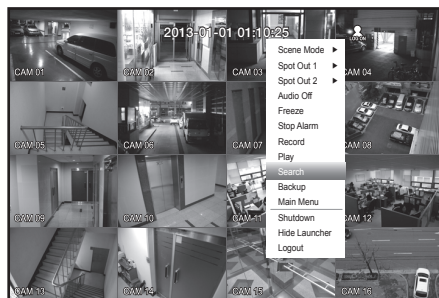 2013-01-01 01:10:25
LOG ON
CAM 01
CAM 02
CAM 03
CAM 04
Scene Mode
Spot Out 1
Spot Out 2
Audio Off
Freeze
Stop Alarm
Record
Play
Search
Backup
Main Menu
Shutdown
Hide Launcher
Logout
CAM 05
CAM 06
CAM 07
CAM 08
CAM 09
CAM 10
CAM 11
CAM 12
CAM 13
CAM 14
CAM 15
CAM 16